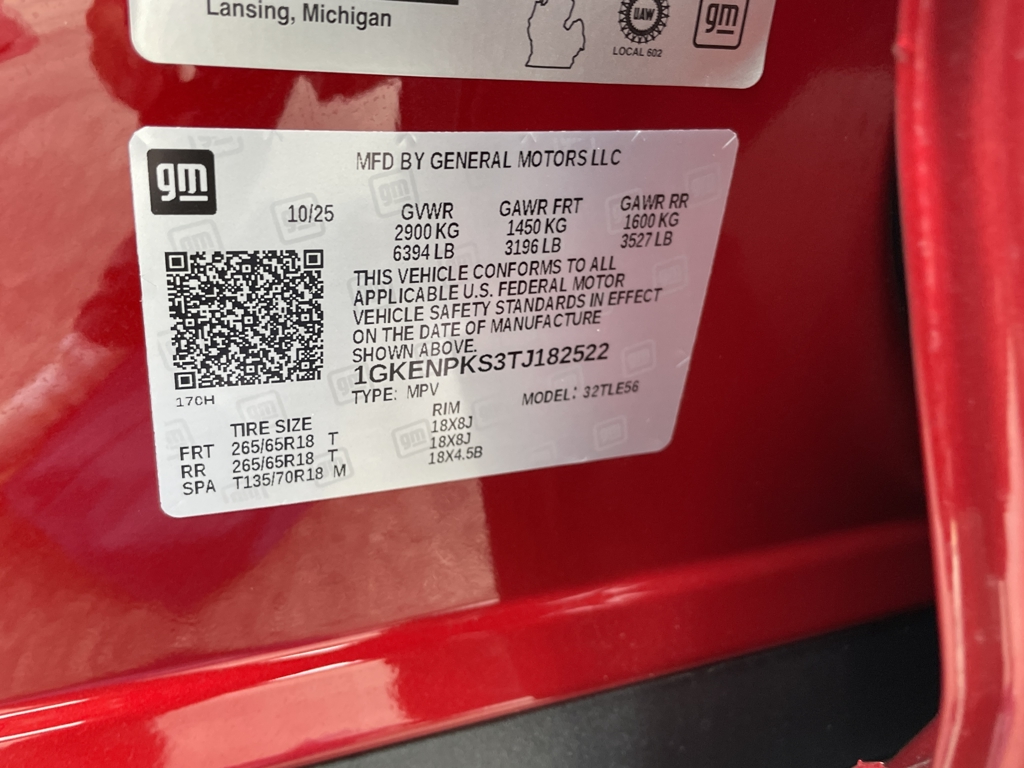 Lansing, Michigan
UAW
LOCAL 602
gm
gm
MFD BY GENERAL MOTORS LLC
10/25
GVWR
2900 KG
6394 LB
GAWR FRT
1450 KG
3196 LB
GAWR RR
1600 KG
3527 LB
THIS VEHICLE CONFORMS TO ALL
APPLICABLE U.S. FEDERAL MOTOR
VEHICLE SAFETY STANDARDS IN EFFECT
ON THE DATE OF MANUFACTURE
SHOWN ABOVE.
1GKENPKS3TJ182522
TYPE: MPV
MODEL: 32TLE56
17CH
TIRE SIZE
RIM
FRT 265/65R18 T 18X8J
RR 265/65R18 T 18X8J
SPA T135/70R18 M 18X4.5B